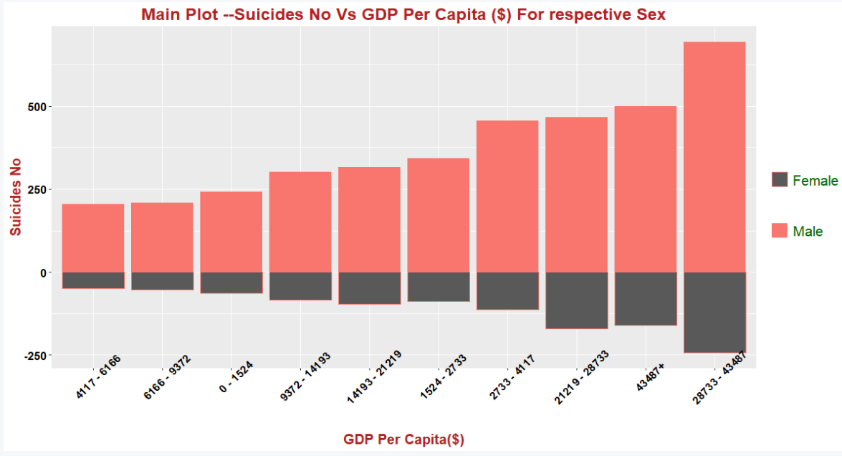 Main Plot --Suicides No Vs GDP Per Capita ($) For respective Sex
Suicides No
500
250
0
-250
4117 - 6166
6166 - 9372
0 - 1524
9372 - 14193
14193 - 21219
1524 - 2733
2733 - 4117
21219 - 28733
43487+
28733 - 43487
GDP Per Capita($)
Female
Male